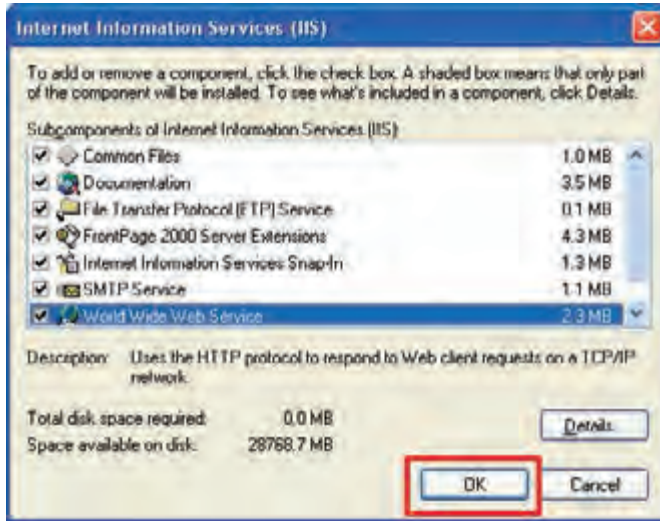 Internet Information Services (IIS)
To add or remove a component, click the check box. A shaded box means that only part
of the component will be installed. To see what's included in a component, click Details.
Subcomponents of Internet Information Services (IIS):
Common Files 1.0 MB
Documentation 3.5 MB
File Transfer Protocol (FTP) Service 0.1 MB
FrontPage 2000 Server Extensions 4.3 MB
Internet Information Services Snap-In 1.3 MB
SMTP Service 1.1 MB
World Wide Web Service 2.3 MB
Description: Uses the HTTP protocol to respond to Web client requests on a TCP/IP
network.
Total disk space required: 0.0 MB
Space available on disk: 28768.7 MB
Details...
OK Cancel